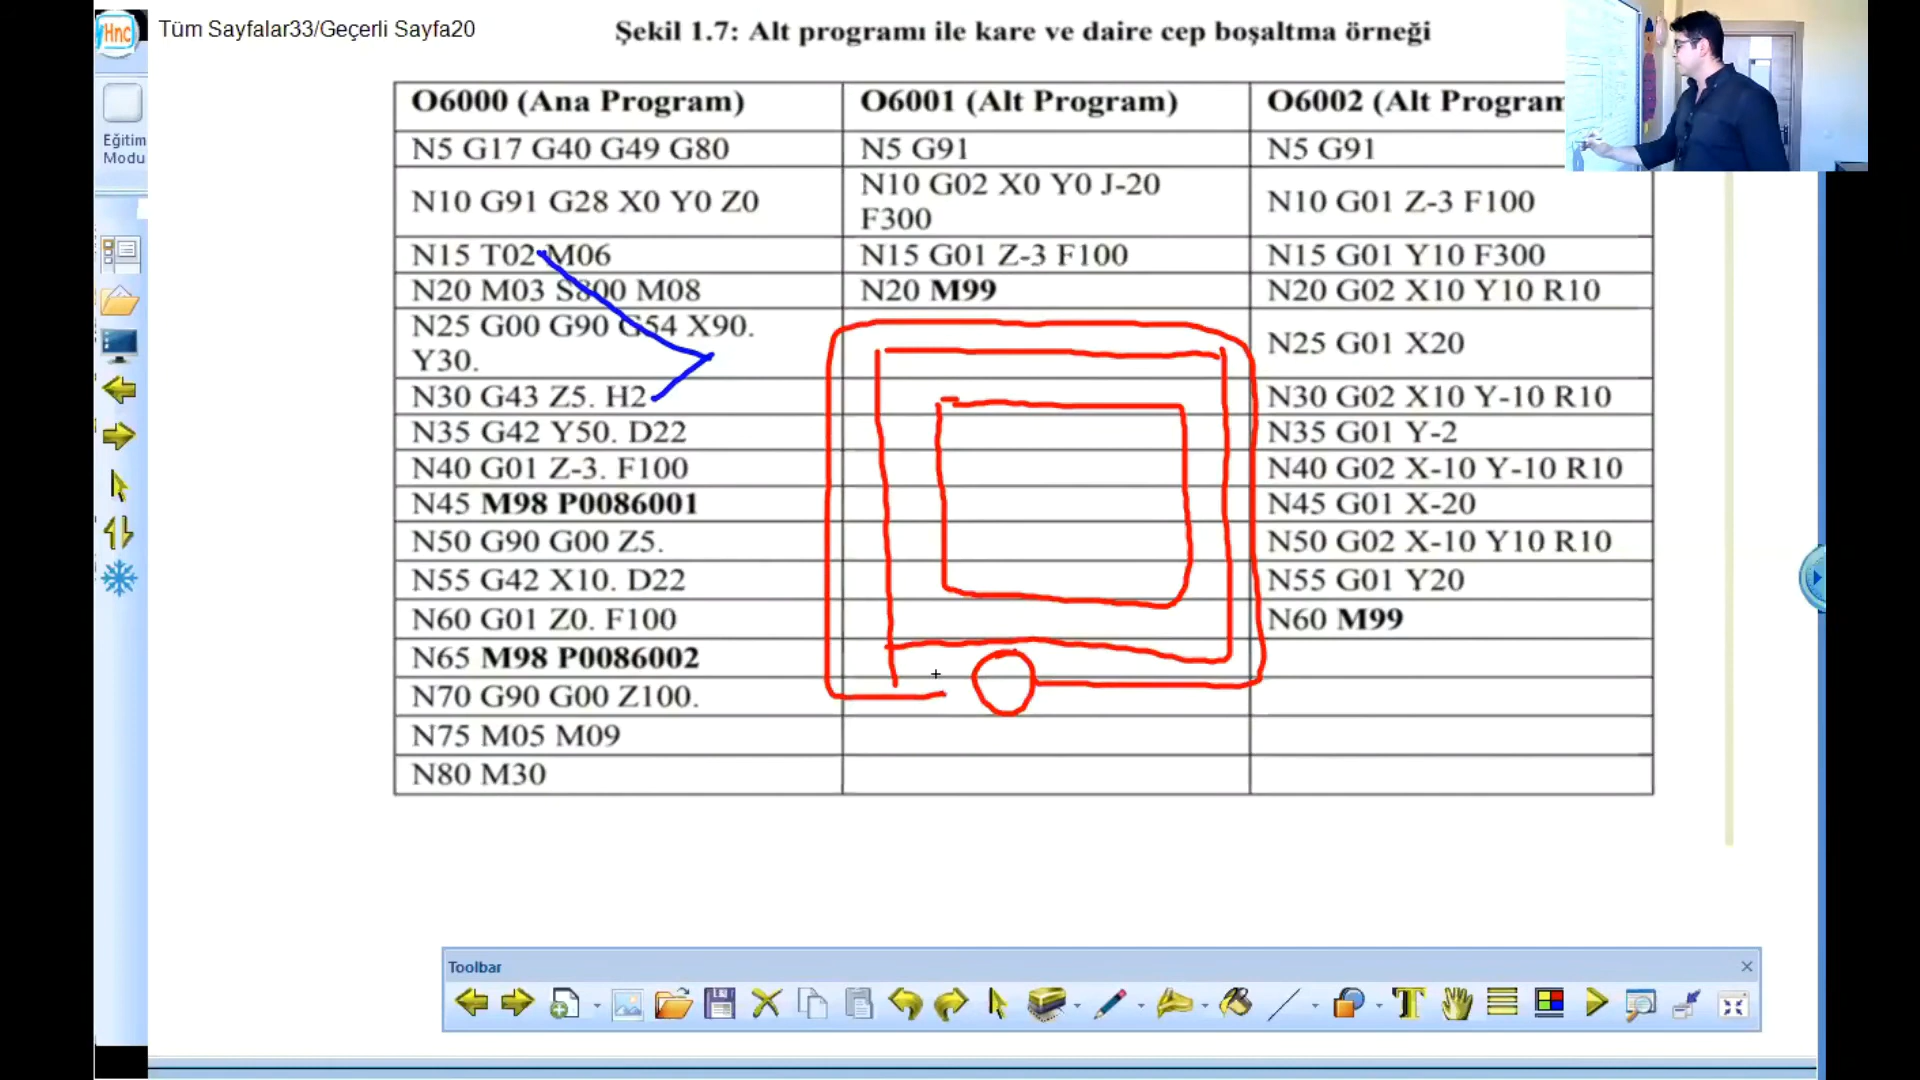 Hnc
Tüm Sayfalar33/Geçerli Sayfa20
Eğitim
Modu
Şekil 1.7: Alt programı ile kare ve daire cep boşaltma örneği
O6000 (Ana Program)
N5 G17 G40 G49 G80
N10 G91 G28 X0 Y0 Z0
N15 T02 M06
N20 M03 S800 M08
N25 G00 G90 G54 X90.
Y30.
N30 G43 Z5. H2
N35 G42 Y50. D22
N40 G01 Z-3. F100
N45 M98 P0086001
N50 G90 G00 Z5.
N55 G42 X10. D22
N60 G01 Z0. F100
N65 M98 P0086002
N70 G90 G00 Z100.
N75 M05 M09
N80 M30
O6001 (Alt Program)
N5 G91
N10 G02 X0 Y0 J-20
F300
N15 G01 Z-3 F100
N20 M99
O6002 (Alt Program
N5 G91
N10 G01 Z-3 F100
N15 G01 Y10 F300
N20 G02 X10 Y10 R10
N25 G01 X20
N30 G02 X10 Y-10 R10
N35 G01 Y-2
N40 G02 X-10 Y-10 R10
N45 G01 X-20
N50 G02 X-10 Y10 R10
N55 G01 Y20
N60 M99
Toolbar